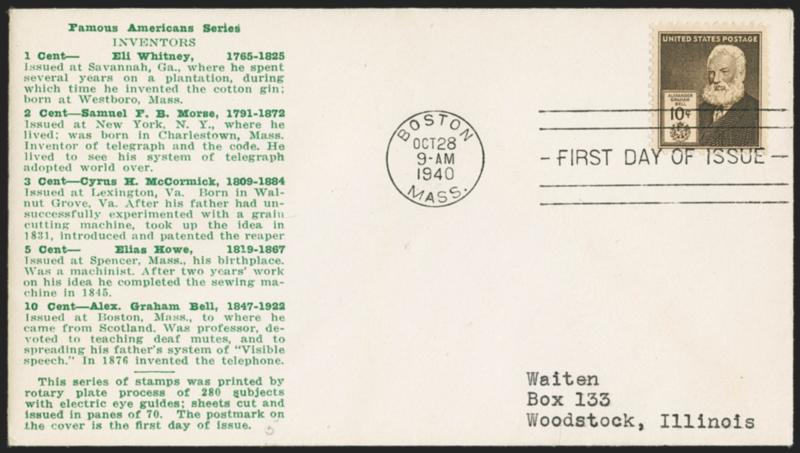 Famous Americans Series
INVENTORS
1 Cent— Eli Whitney, 1765-1825
Issued at Savannah, Ga., where he spent
several years on a plantation, during
which time he invented the cotton gin;
born at Westboro, Mass.
2 Cent—Samuel F. B. Morse, 1791-1872
Issued at New York, N. Y., where he
lived; was born in Charlestown, Mass.
Inventor of telegraph and the code. He
lived to see his system of telegraph
adopted world over.
3 Cent—Cyrus H. McCormick, 1809-1884
Issued at Lexington, Va. Born in Wal-
nut Grove, Va. After his father had un-
successfully experimented with a grain
cutting machine, took up the idea in
1831, introduced and patented the reaper
5 Cent— Elias Howe, 1819-1867
Issued at Spencer, Mass., his birthplace.
Was a machinist. After two years' work
on his idea he completed the sewing ma-
chine in 1845.
10 Cent—Alex. Graham Bell, 1847-1922
Issued at Boston, Mass., to where he
came from Scotland. Was professor, de-
voted to teaching deaf mutes, and to
spreading his father's system of "Visible
speech." In 1876 invented the telephone.
This series of stamps was printed by
rotary plate process of 280 subjects
with electric eye guides; sheets cut and
issued in panes of 70. The postmark on
the cover is the first day of issue.
BOSTON
OCT 28
9-AM
1940
MASS.
UNITED STATES POSTAGE
ALEXANDER
GRAHAM
BELL
10¢
- FIRST DAY OF ISSUE -
Waiten
Box 133
Woodstock, Illinois